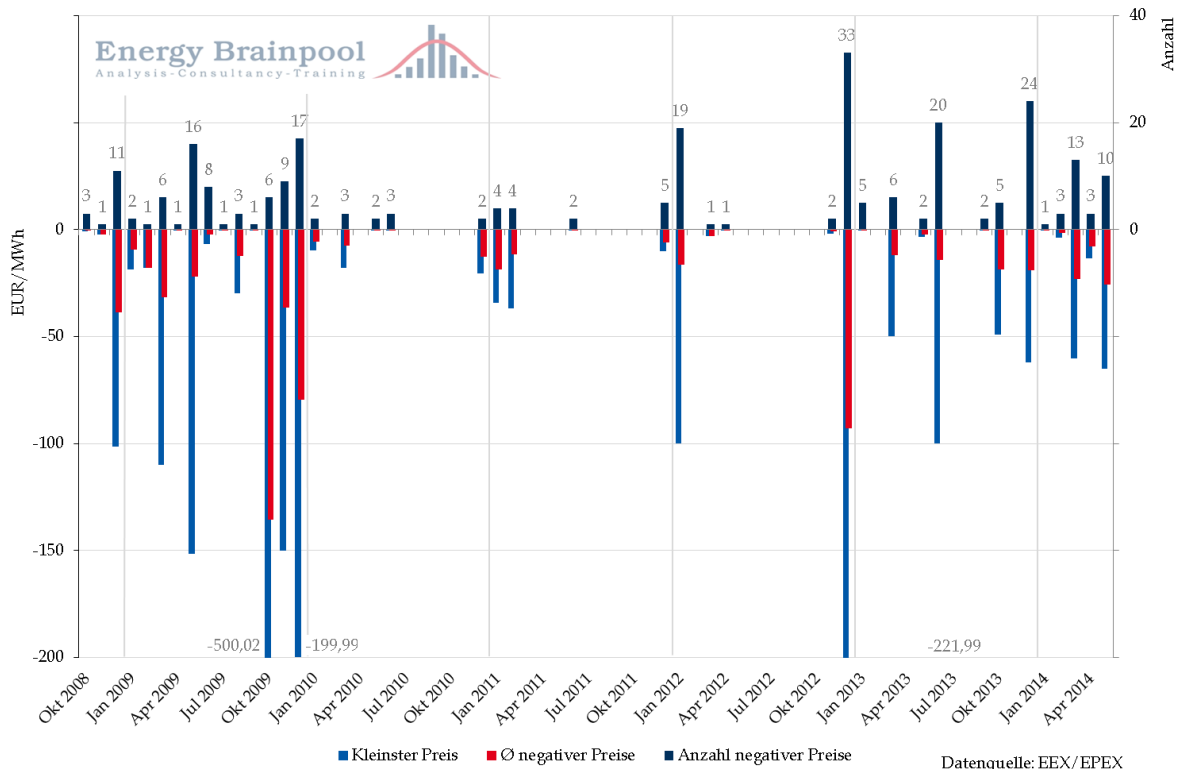 Energy Brainpool
Analysis-Consultancy-Training
40
20
0
Anzahl
0
-50
-100
-150
-200
EUR/MWh
3
1
11
2
1
6
1
16
8
1
3
1
6
9
17
2
3
2
3
2
4
4
2
5
19
1
1
2
33
5
6
2
20
2
5
24
1
3
13
3
10
-500,02
-199,99
-221,99
Okt 2008
Jan 2009
Apr 2009
Jul 2009
Okt 2009
Jan 2010
Apr 2010
Jul 2010
Okt 2010
Jan 2011
Apr 2011
Jul 2011
Okt 2011
Jan 2012
Apr 2012
Jul 2012
Okt 2012
Jan 2013
Apr 2013
Jul 2013
Okt 2013
Jan 2014
Apr 2014
Kleinster Preis
Ø negativer Preise
Anzahl negativer Preise
Datenquelle: EEX/EPEX